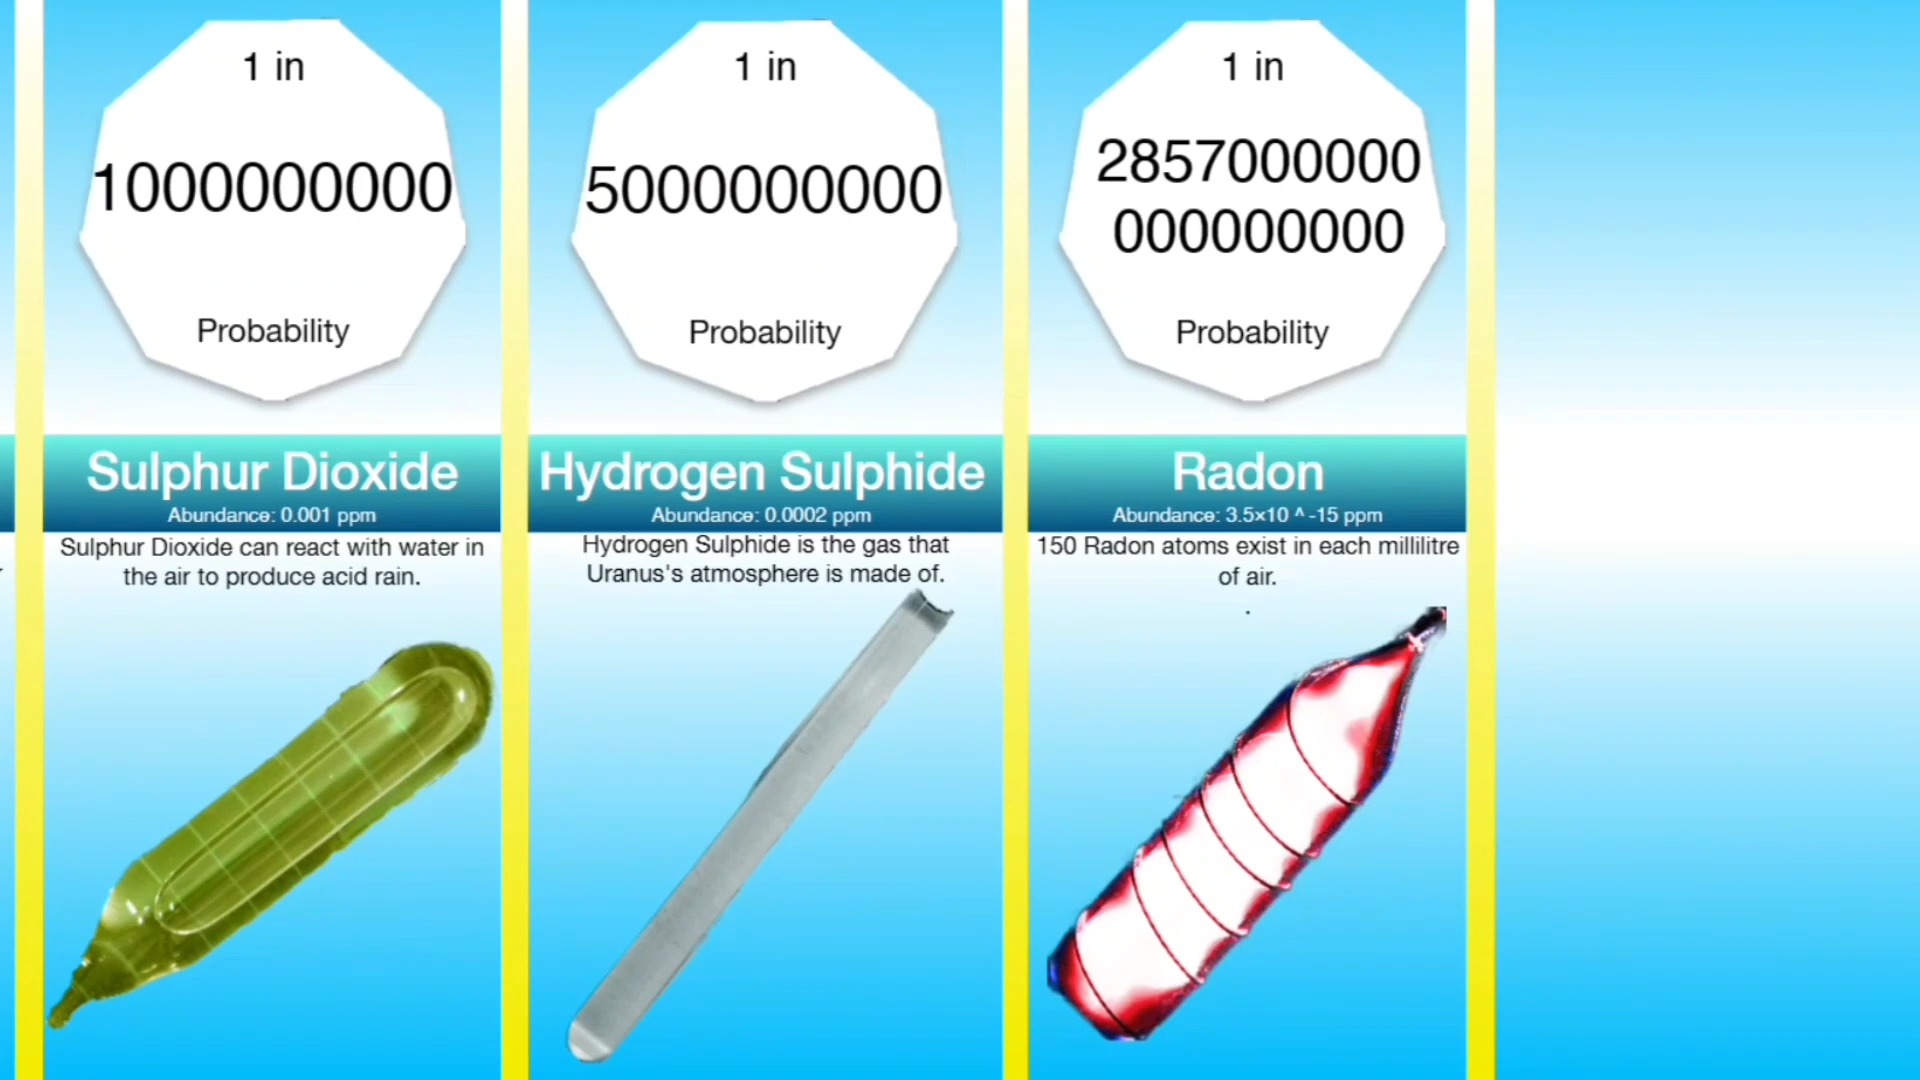 1 in
1000000000
Probability
Sulphur Dioxide
Abundance: 0.001 ppm
Sulphur Dioxide can react with water in
the air to produce acid rain.
1 in
5000000000
Probability
Hydrogen Sulphide
Abundance: 0.0002 ppm
Hydrogen Sulphide is the gas that
Uranus's atmosphere is made of.
1 in
2857000000
000000000
Probability
Radon
Abundance: 3.5×10 ^ -15 ppm
150 Radon atoms exist in each millilitre
of air.
.